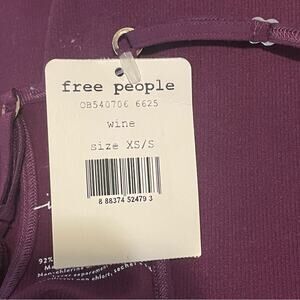 free people
OB540706 6625
wine
size XS/S
8 88374 52479 3
92%